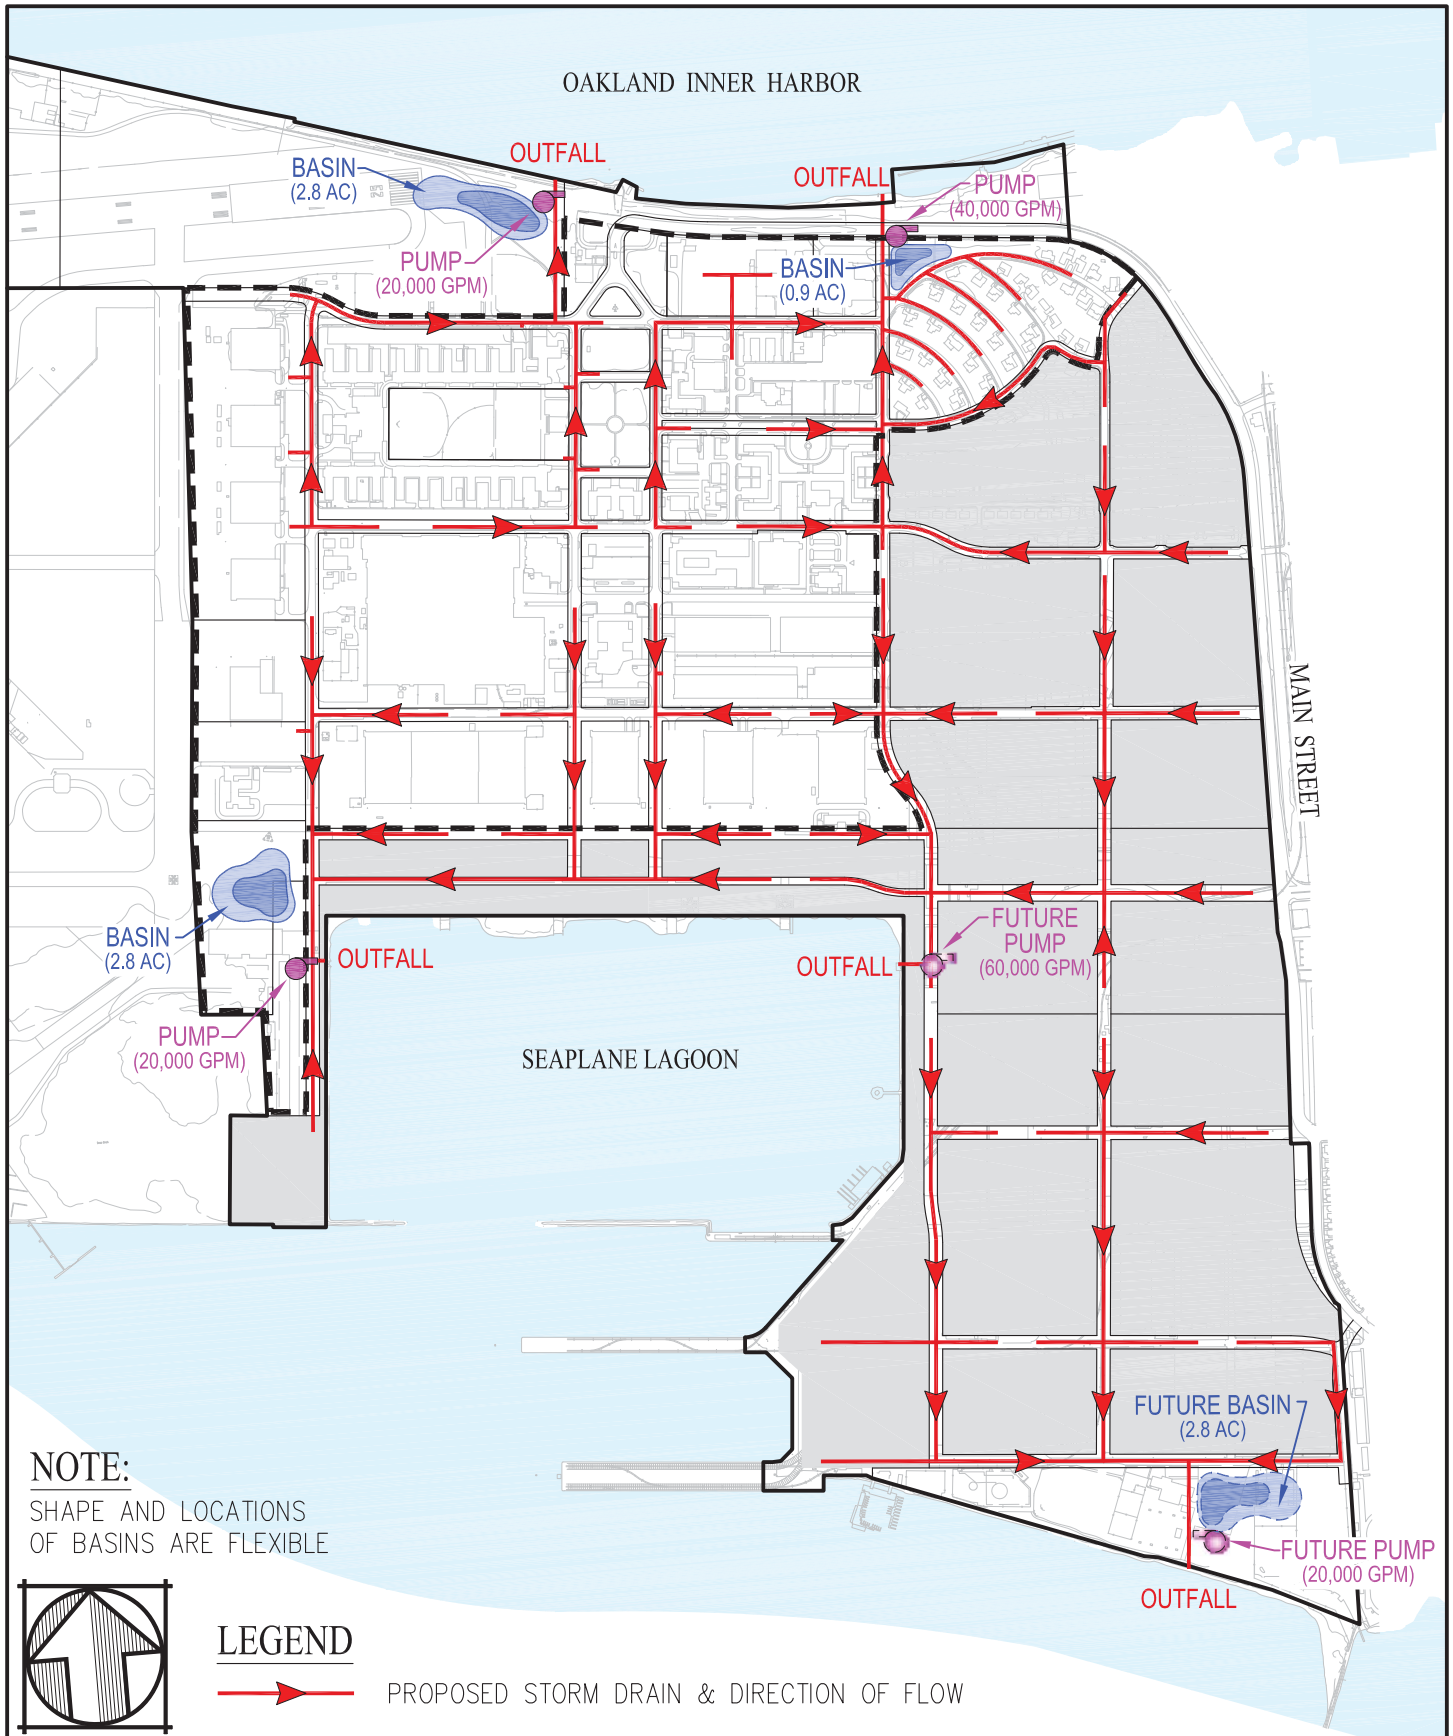 OAKLAND INNER HARBOR
OUTFALL
BASIN
(2.8 AC)
OUTFALL
PUMP
(40,000 GPM)
PUMP
(20,000 GPM)
BASIN
(0.9 AC)
MAIN STREET
BASIN
(2.8 AC)
OUTFALL
OUTFALL
FUTURE
PUMP
(60,000 GPM)
PUMP
(20,000 GPM)
SEAPLANE LAGOON
FUTURE BASIN
(2.8 AC)
FUTURE PUMP
(20,000 GPM)
OUTFALL
NOTE:
SHAPE AND LOCATIONS
OF BASINS ARE FLEXIBLE
LEGEND
PROPOSED STORM DRAIN & DIRECTION OF FLOW